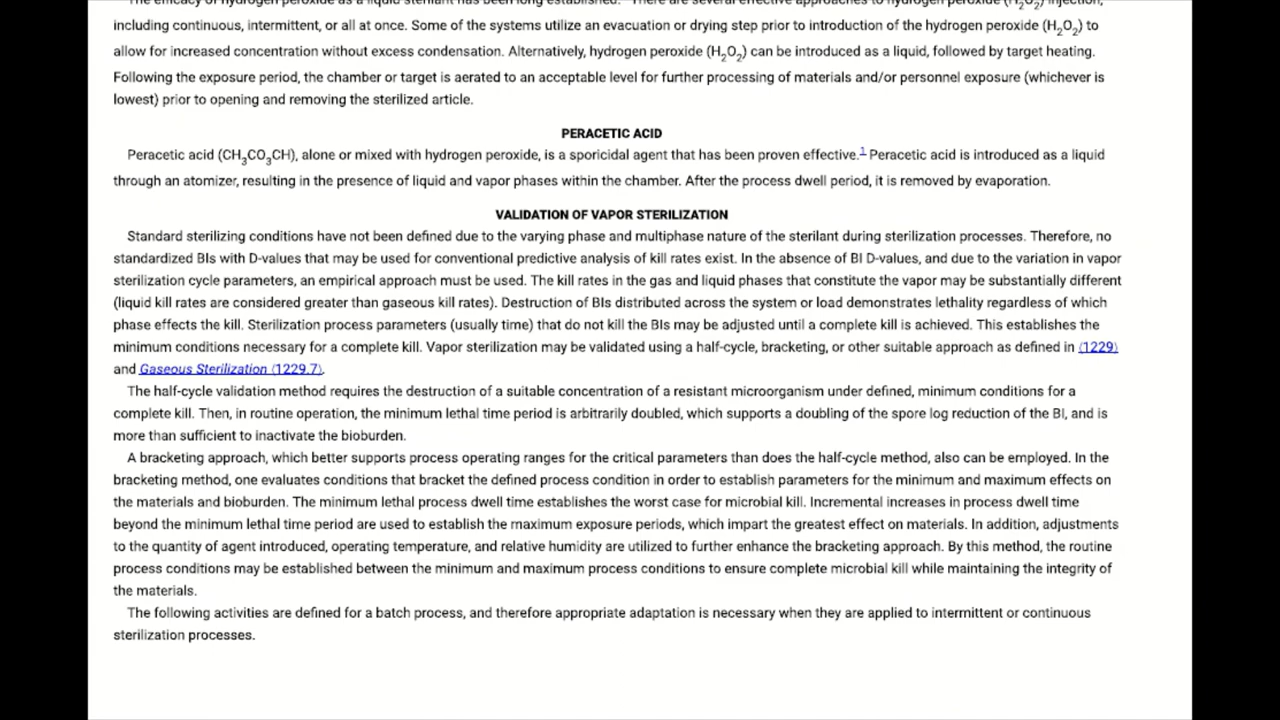 The efficacy of hydrogen peroxide as a liquid sterilant has been long established. There are several effective approaches to hydrogen peroxide (H2O2) injection,
including continuous, intermittent, or all at once. Some of the systems utilize an evacuation or drying step prior to introduction of the hydrogen peroxide (H2O2) to
allow for increased concentration without excess condensation. Alternatively, hydrogen peroxide (H2O2) can be introduced as a liquid, followed by target heating.
Following the exposure period, the chamber or target is aerated to an acceptable level for further processing of materials and/or personnel exposure (whichever is
lowest) prior to opening and removing the sterilized article.
PERACETIC ACID
Peracetic acid (CH3CO3CH), alone or mixed with hydrogen peroxide, is a sporicidal agent that has been proven effective.1 Peracetic acid is introduced as a liquid
through an atomizer, resulting in the presence of liquid and vapor phases within the chamber. After the process dwell period, it is removed by evaporation.
VALIDATION OF VAPOR STERILIZATION
Standard sterilizing conditions have not been defined due to the varying phase and multiphase nature of the sterilant during sterilization processes. Therefore, no
standardized BIs with D-values that may be used for conventional predictive analysis of kill rates exist. In the absence of BI D-values, and due to the variation in vapor
sterilization cycle parameters, an empirical approach must be used. The kill rates in the gas and liquid phases that constitute the vapor may be substantially different
(liquid kill rates are considered greater than gaseous kill rates). Destruction of BIs distributed across the system or load demonstrates lethality regardless of which
phase effects the kill. Sterilization process parameters (usually time) that do not kill the BIs may be adjusted until a complete kill is achieved. This establishes the
minimum conditions necessary for a complete kill. Vapor sterilization may be validated using a half-cycle, bracketing, or other suitable approach as defined in ⟨1229⟩
and Gaseous Sterilization ⟨1229.7⟩.
The half-cycle validation method requires the destruction of a suitable concentration of a resistant microorganism under defined, minimum conditions for a
complete kill. Then, in routine operation, the minimum lethal time period is arbitrarily doubled, which supports a doubling of the spore log reduction of the BI, and is
more than sufficient to inactivate the bioburden.
A bracketing approach, which better supports process operating ranges for the critical parameters than does the half-cycle method, also can be employed. In the
bracketing method, one evaluates conditions that bracket the defined process condition in order to establish parameters for the minimum and maximum effects on
the materials and bioburden. The minimum lethal process dwell time establishes the worst case for microbial kill. Incremental increases in process dwell time
beyond the minimum lethal time period are used to establish the maximum exposure periods, which impart the greatest effect on materials. In addition, adjustments
to the quantity of agent introduced, operating temperature, and relative humidity are utilized to further enhance the bracketing approach. By this method, the routine
process conditions may be established between the minimum and maximum process conditions to ensure complete microbial kill while maintaining the integrity of
the materials.
The following activities are defined for a batch process, and therefore appropriate adaptation is necessary when they are applied to intermittent or continuous
sterilization processes.